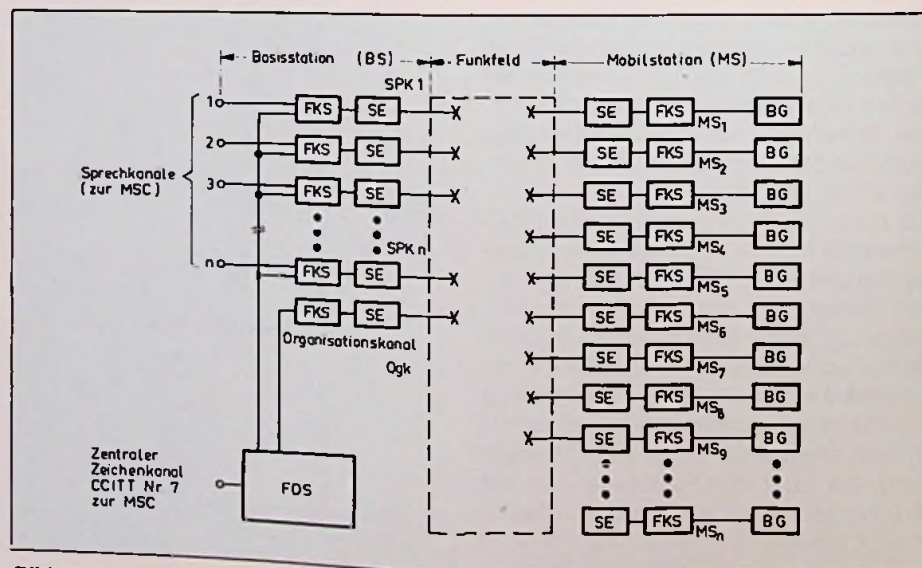 Basisstation (BS) Funkfeld Mobilstation (MS)
SPK 1
1 FKS SE SE FKS MS1 BG
2 FKS SE SE FKS MS2 BG
Sprechkanäle
(zur MSC)
3 FKS SE SE FKS MS3 BG
SPK n SE FKS MS4 BG
n FKS SE SE FKS MS5 BG
FKS SE SE FKS MS6 BG
Organisationskanal
Ogk
SE FKS MS7 BG
SE FKS MS8 BG
SE FKS MS9 BG
Zentraler
Zeichenkanal
CCITT Nr 7
zur MSC
FDS
SE FKS MSn BG